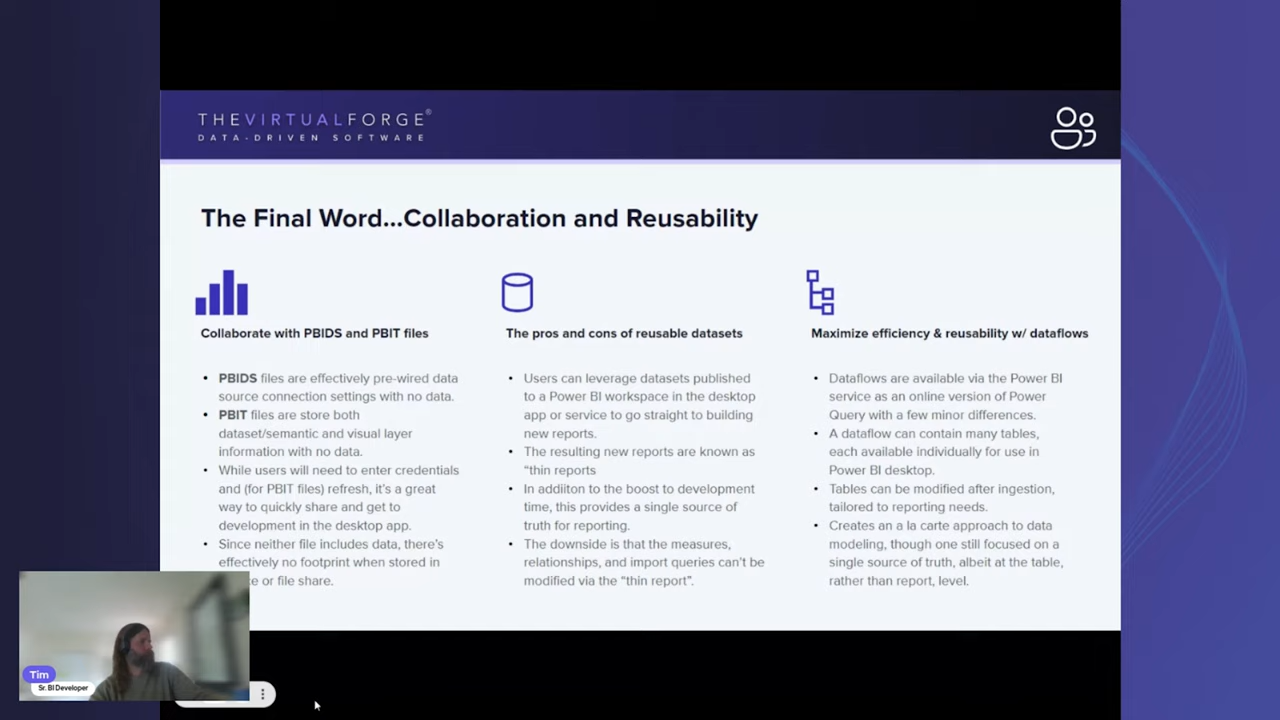 THEVIRTUALFORGE®
DATA-DRIVEN SOFTWARE
The Final Word...Collaboration and Reusability
Collaborate with PBIDS and PBIT files
• PBIDS files are effectively pre-wired data
source connection settings with no data.
• PBIT files are store both
dataset/semantic and visual layer
information with no data.
• While users will need to enter credentials
and (for PBIT files) refresh, it's a great
way to quickly share and get to
development in the desktop app.
• Since neither file includes data, there's
effectively no footprint when stored in
or file share.
The pros and cons of reusable datasets
• Users can leverage datasets published
to a Power BI workspace in the desktop
app or service to go straight to building
new reports.
• The resulting new reports are known as
“thin reports
• In addiiton to the boost to development
time, this provides a single source of
truth for reporting.
• The downside is that the measures,
relationships, and import queries can't be
modified via the “thin report”.
Maximize efficiency & reusability w/ dataflows
• Dataflows are available via the Power BI
service as an online version of Power
Query with a few minor differences.
• A dataflow can contain many tables,
each available individually for use in
Power BI desktop.
• Tables can be modified after ingestion,
tailored to reporting needs.
• Creates an a la carte approach to data
modeling, though one still focused on a
single source of truth, albeit at the table,
rather than report, level.
Tim
Sr. BI Developer